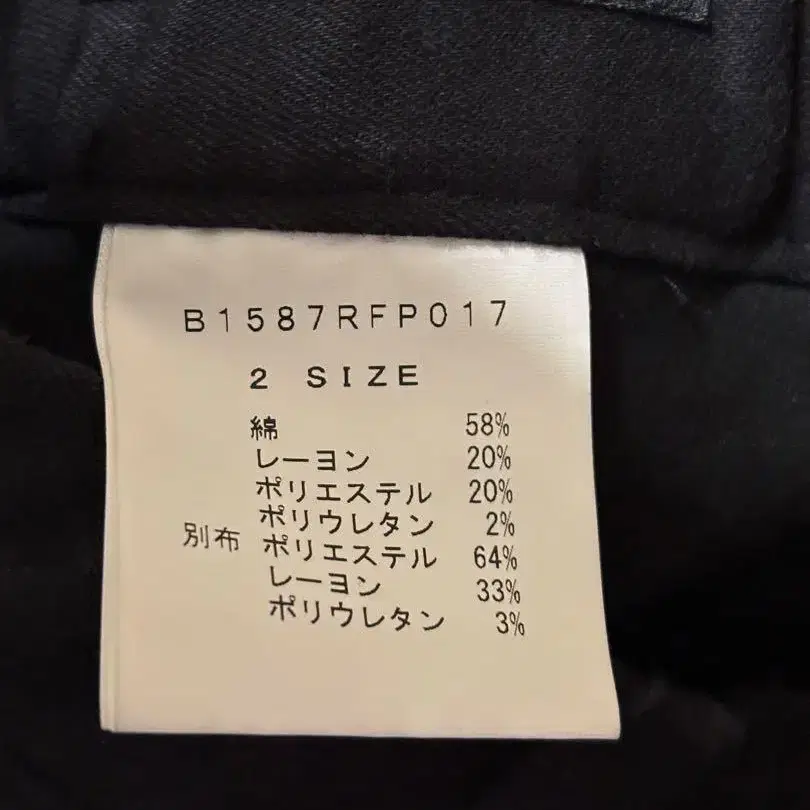 B1587RFP017
2 SIZE
綿 58%
レーヨン 20%
ポリエステル 20%
ポリウレタン 2%
別布 ポリエステル 64%
レーヨン 33%
ポリウレタン 3%